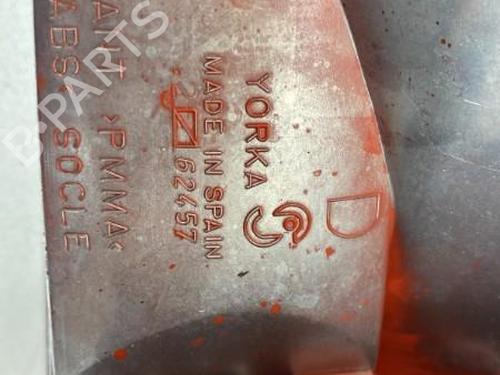 D
YORKA
MADE IN SPAIN
62457
>PMMA<
ABS< SOCLE
B-PARTS